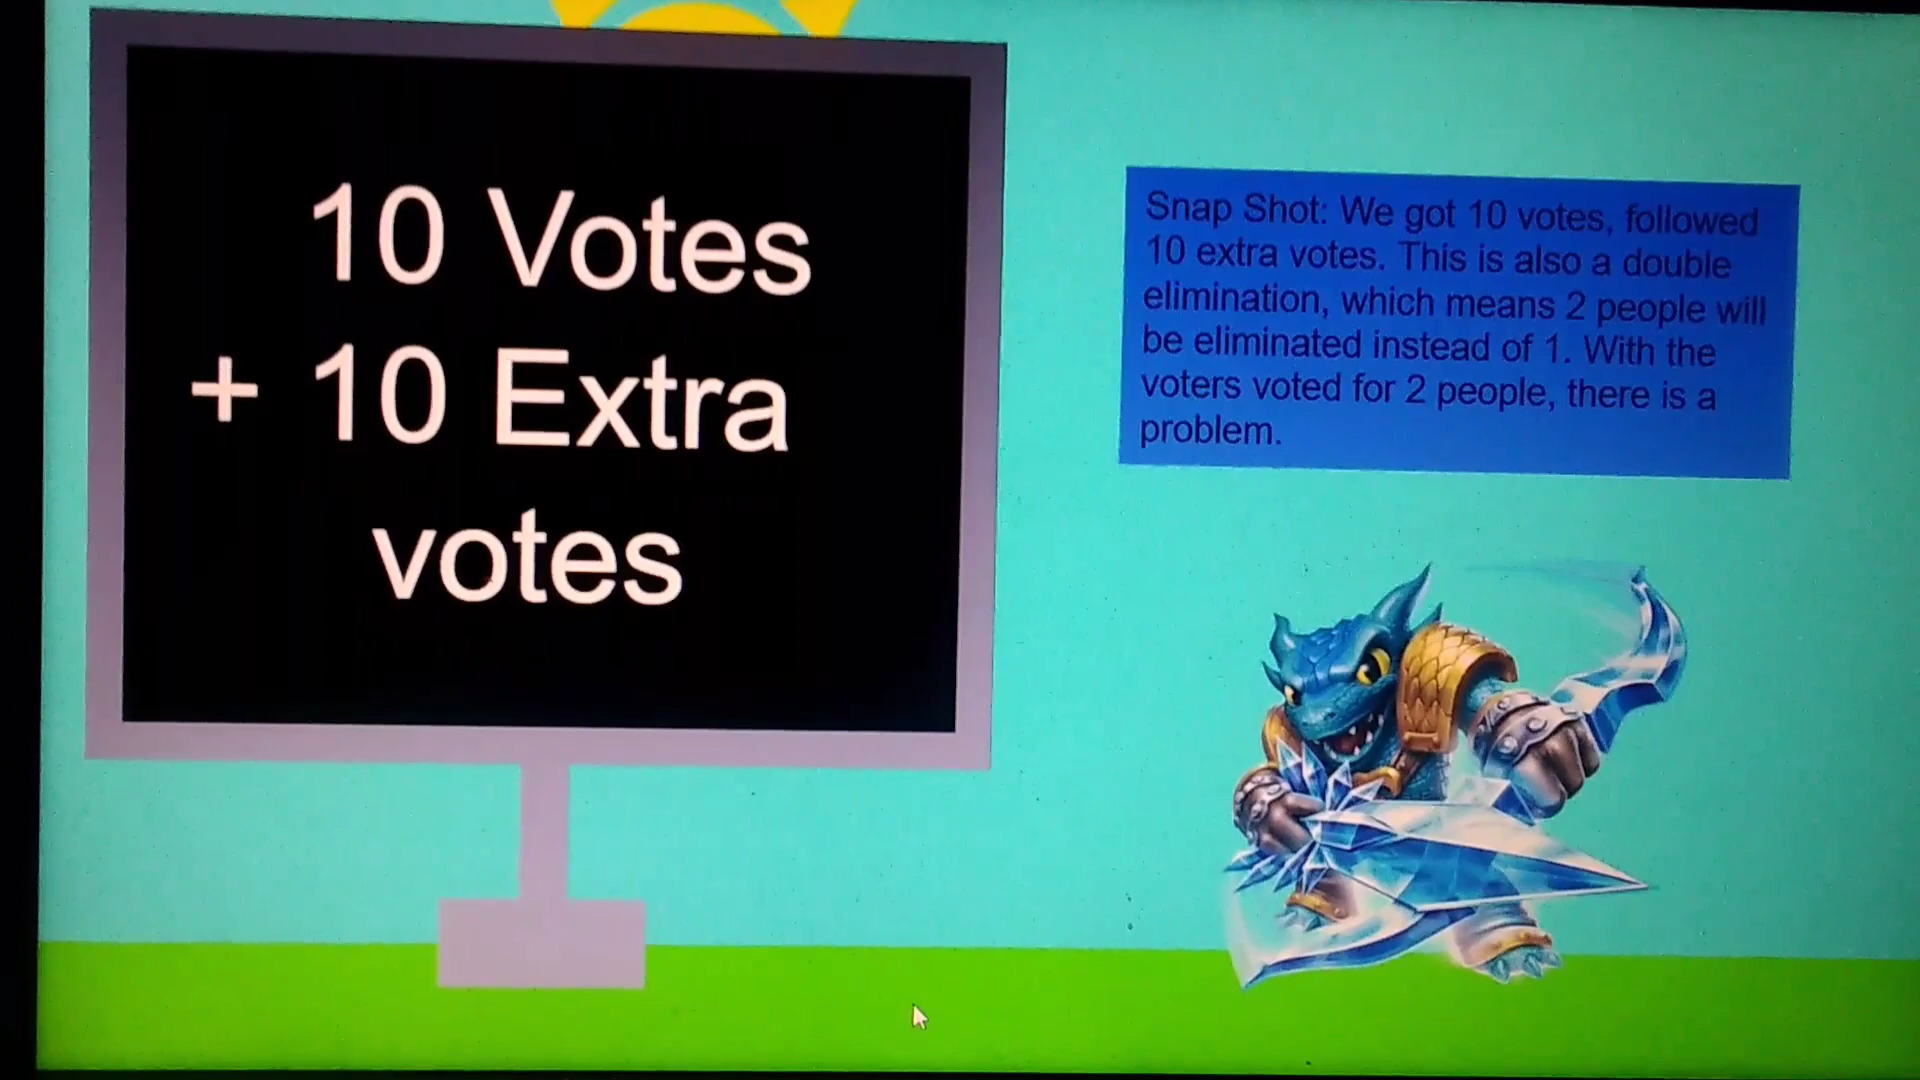 10 Votes
+ 10 Extra
votes
Snap Shot: We got 10 votes, followed
10 extra votes. This is also a double
elimination, which means 2 people will
be eliminated instead of 1. With the
voters voted for 2 people, there is a
problem.